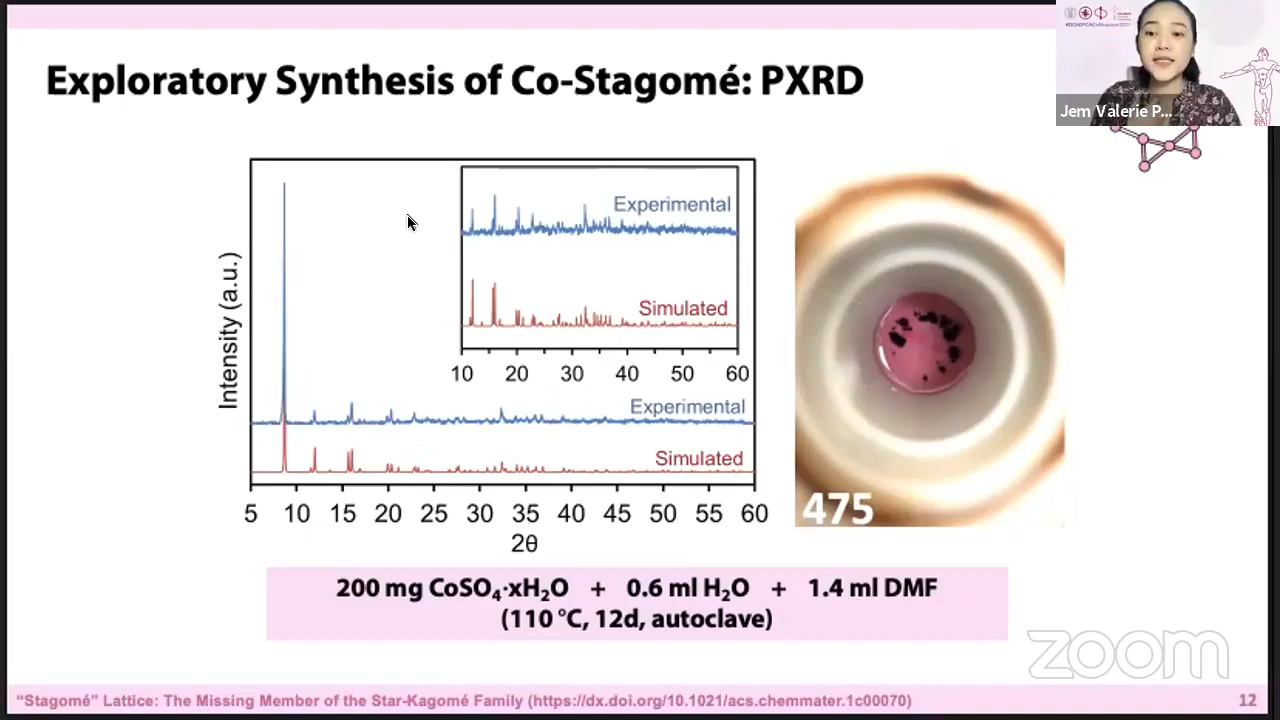 Exploratory Synthesis of Co-Stagomé: PXRD
#DChEPCACColloquium2021
Jem Valerie P...
Intensity (a.u.)
Experimental
Simulated
10 20 30 40 50 60
Experimental
Simulated
5 10 15 20 25 30 35 40 45 50 55 60
2θ
475
200 mg CoSO₄·xH₂O + 0.6 ml H₂O + 1.4 ml DMF
(110 °C, 12d, autoclave)
zoom
“Stagomé” Lattice: The Missing Member of the Star-Kagomé Family (https://dx.doi.org/10.1021/acs.chemmater.1c00070)
12